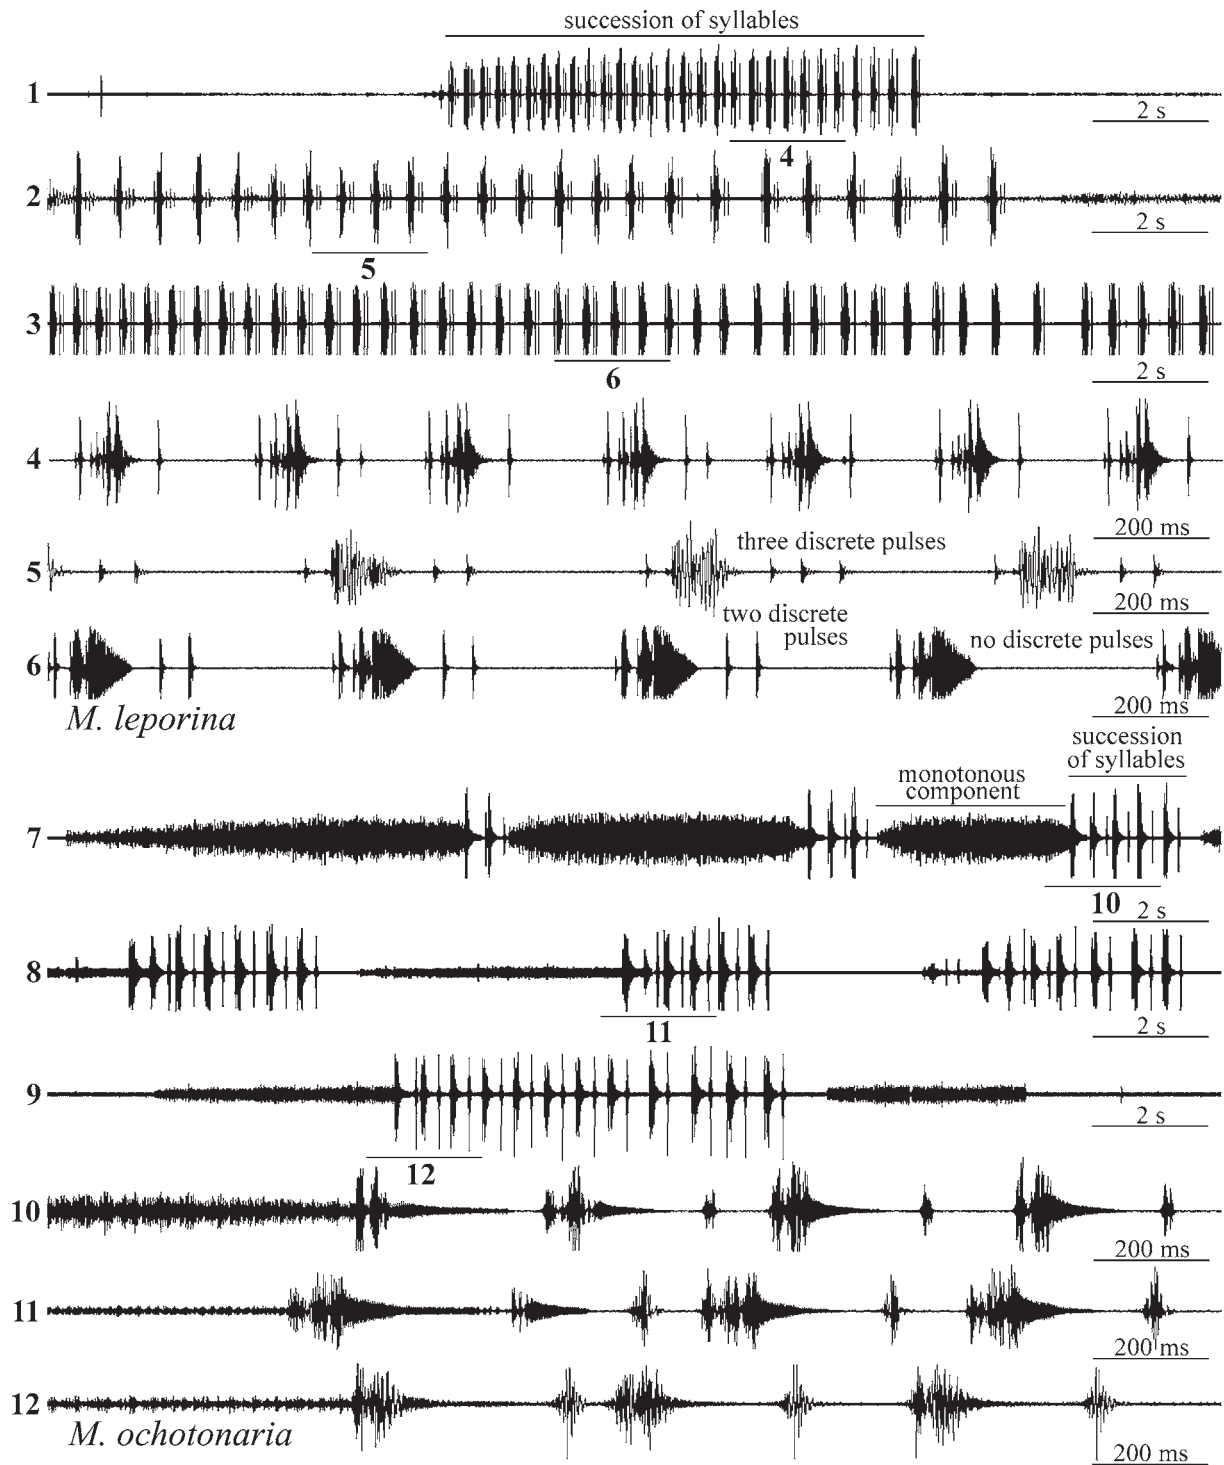 succession of syllables
1
2 s
4
2
2 s
5
3
2 s
6
4
200 ms
5
three discrete pulses
200 ms
two discrete
pulses
no discrete pulses
6
200 ms
M. leporina
succession
of syllables
monotonous
component
7
10
2 s
8
2 s
11
9
2 s
12
10
200 ms
11
200 ms
12
M. ochotonaria
200 ms